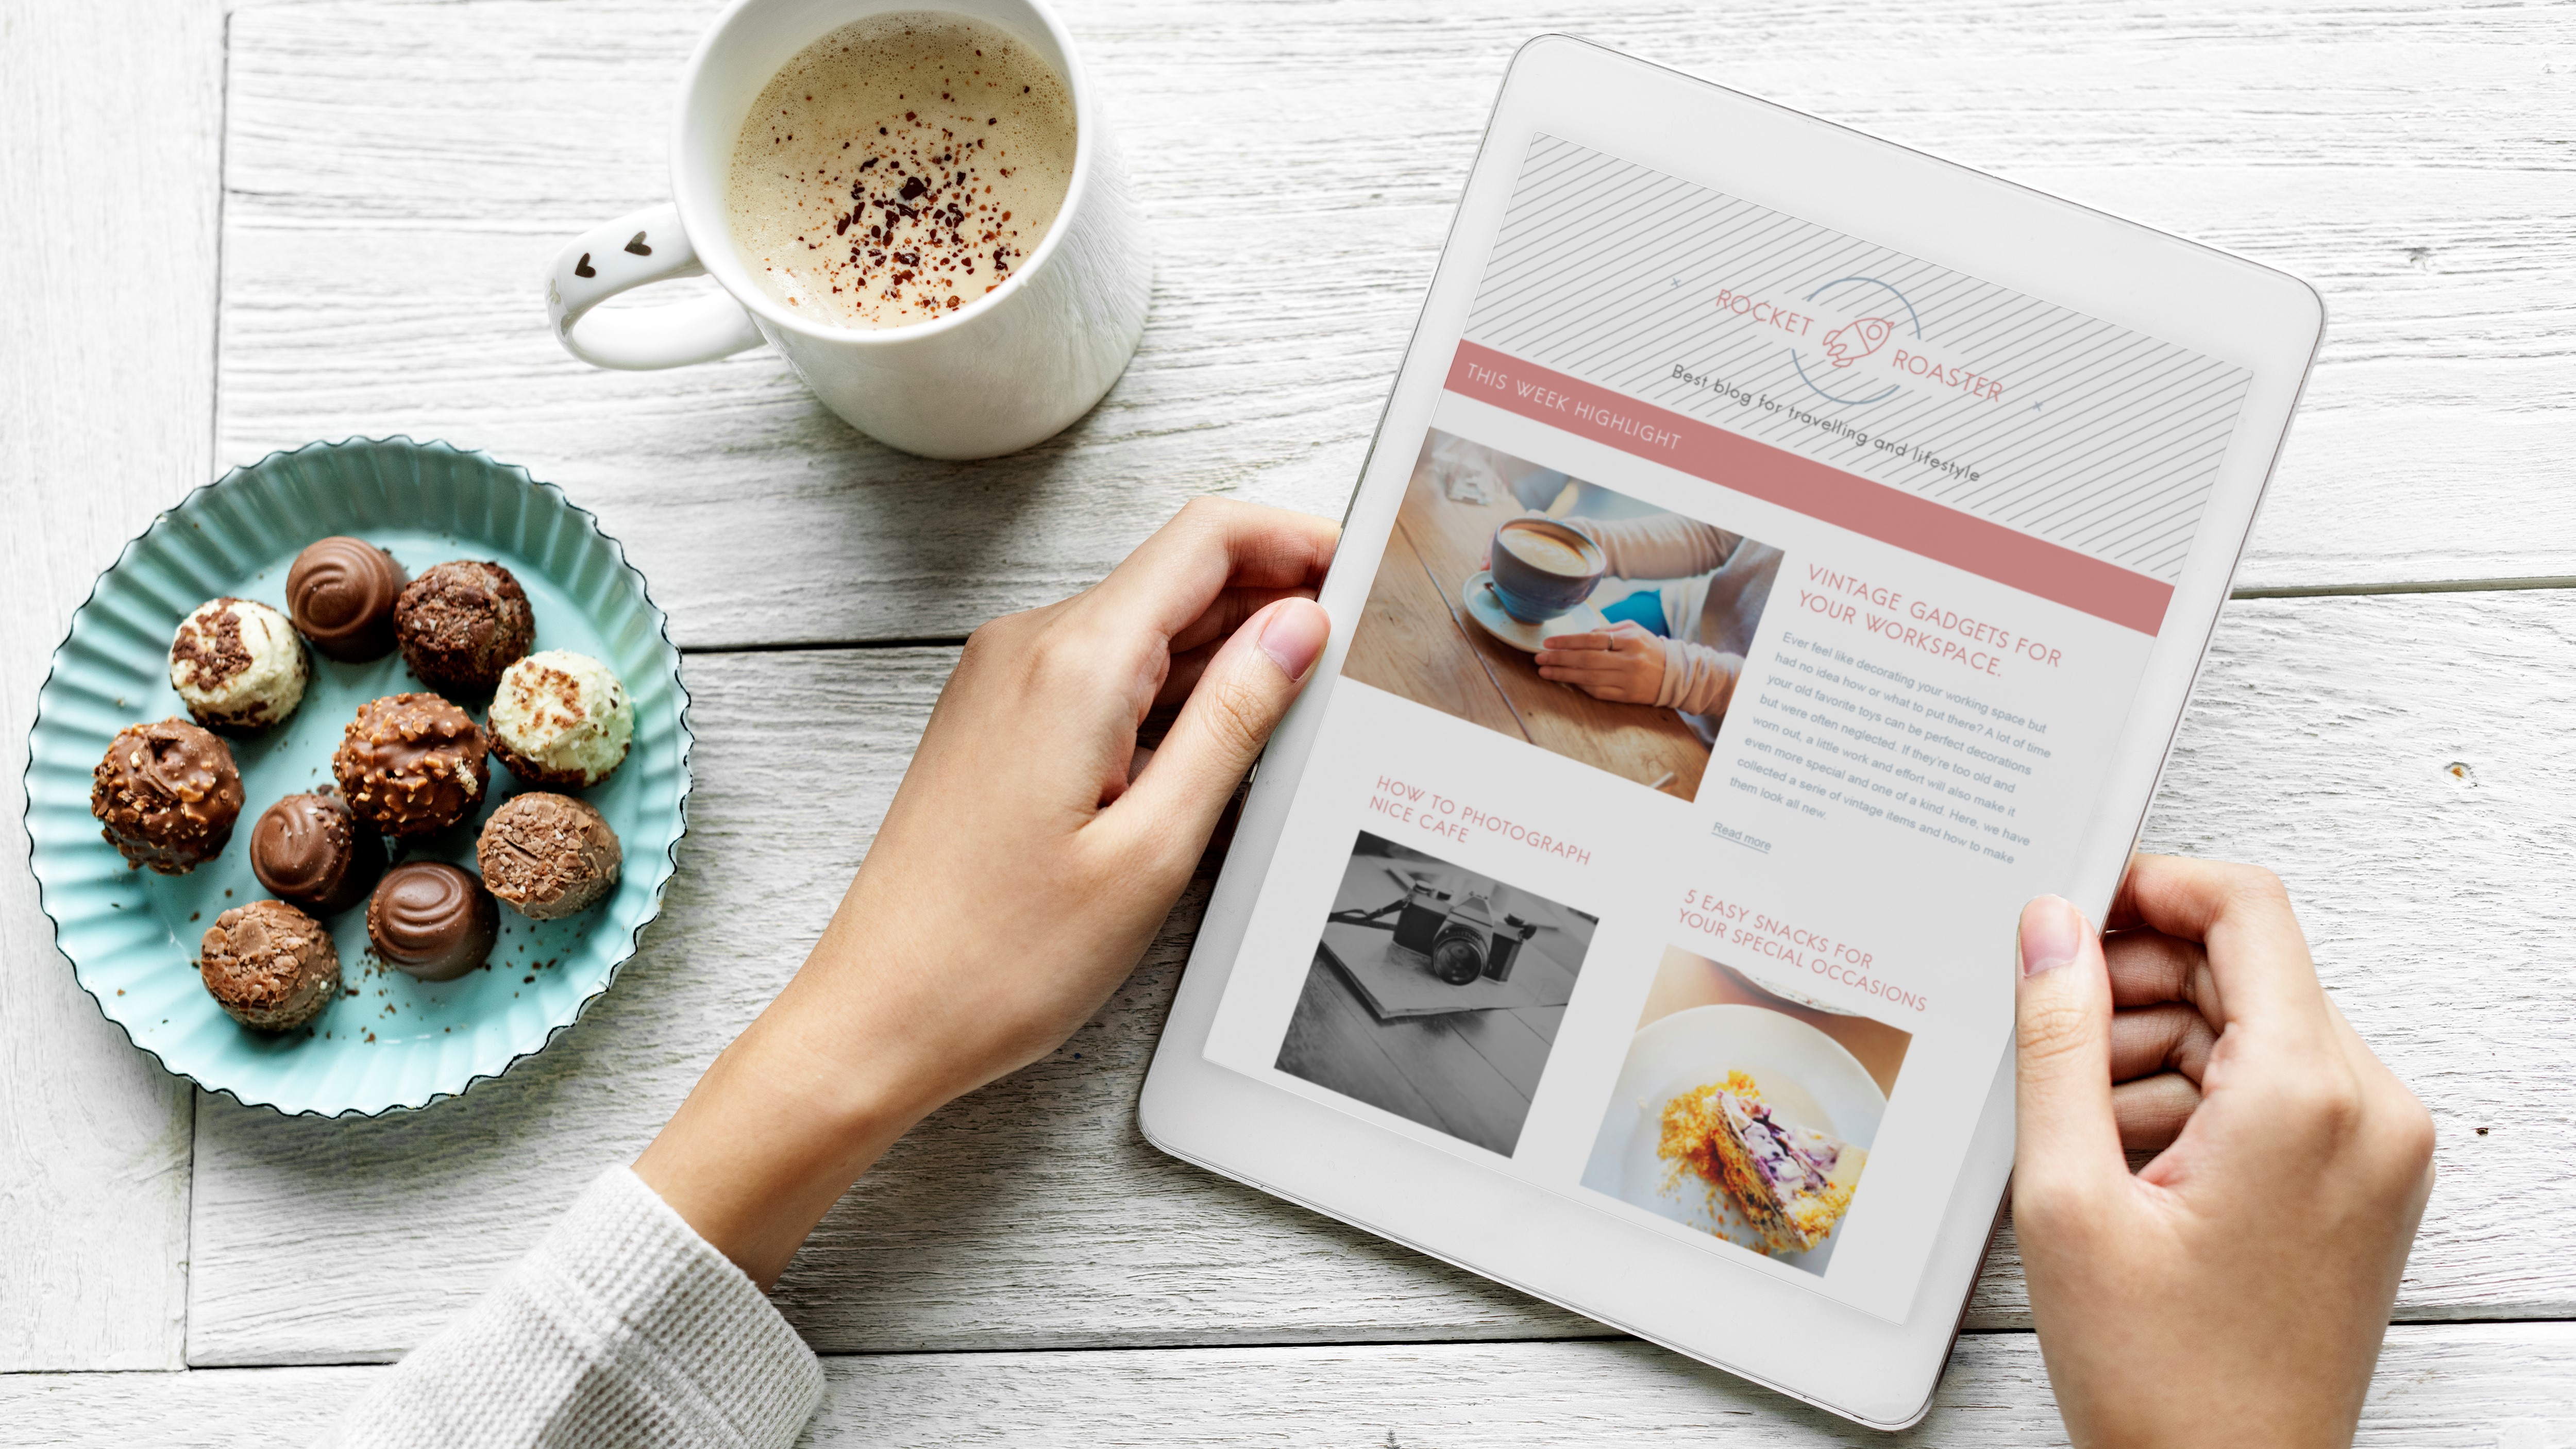 ROCKET ROASTER
Best blog for travelling and lifestyle
THIS WEEK HIGHLIGHT
VINTAGE GADGETS FOR
YOUR WORKSPACE.
Ever feel like decorating your working space but
had no idea how or what to put there? A lot of time
your old favorite toys can be perfect decorations
but were often neglected. If they're too old and
worn out, a little work and effort will also make it
even more special and one of a kind. Here, we have
collected a serie of vintage items and how to make
them look all new.
Read more
HOW TO PHOTOGRAPH
NICE CAFE
5 EASY SNACKS FOR
YOUR SPECIAL OCCASIONS